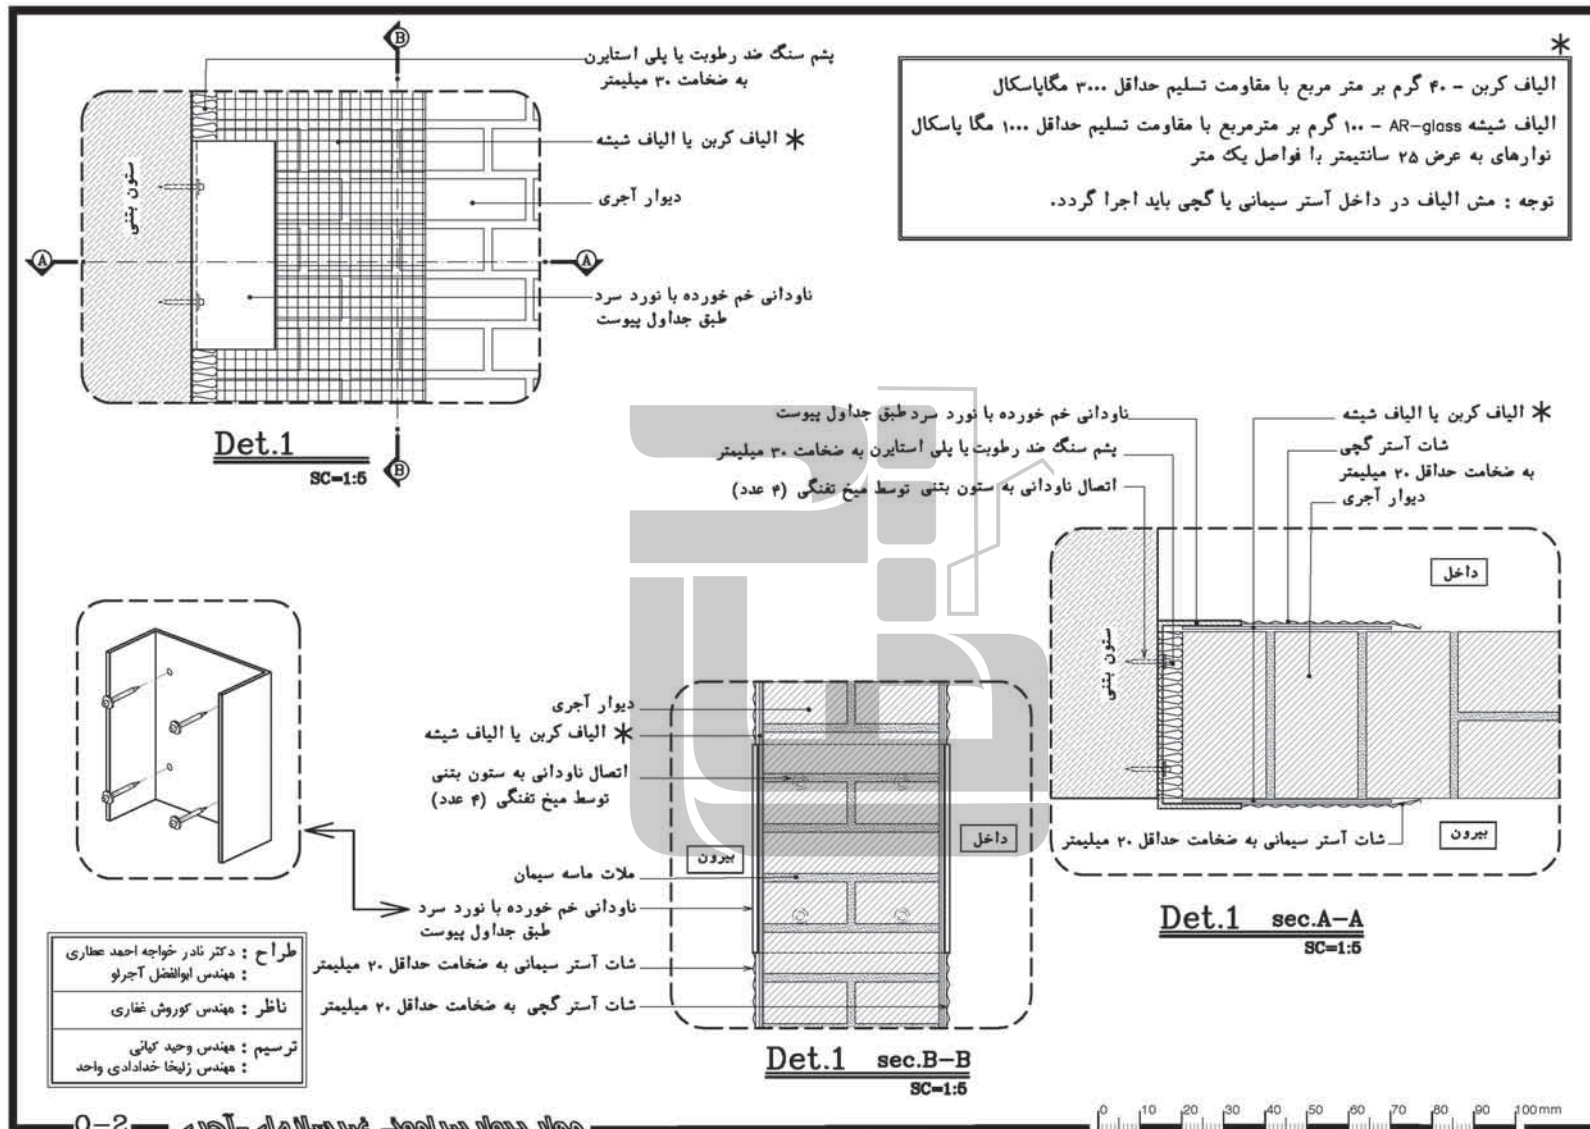 B
پشم سنگ ضد رطوبت یا پلی استایرن
به ضخامت ۳۰ میلیمتر
* الیاف کربن یا الیاف شیشه
دیوار آجری
ستون بتنی
A
A
ناودانی خم خورده با نورد سرد
طبق جداول پیوست
B
Det.1
SC=1:5
*
الیاف کربن - ۴۰ گرم بر متر مربع با مقاومت تسلیم حداقل ۳۰۰۰ مگاپاسکال
الیاف شیشه AR-glass - ۱۰۰ گرم بر مترمربع با مقاومت تسلیم حداقل ۱۰۰۰ مگا پاسکال
نوارهای به عرض ۲۵ سانتیمتر با فواصل یک متر
توجه : مش الیاف در داخل آستر سیمانی یا گچی باید اجرا گردد.
ناودانی خم خورده با نورد سرد طبق جداول پیوست
پشم سنگ ضد رطوبت یا پلی استایرن به ضخامت ۳۰ میلیمتر
اتصال ناودانی به ستون بتنی توسط میخ تفنگی (۴ عدد)
* الیاف کربن یا الیاف شیشه
شات آستر گچی
به ضخامت حداقل ۲۰ میلیمتر
دیوار آجری
داخل
ستون بتنی
بیرون
شات آستر سیمانی به ضخامت حداقل ۲۰ میلیمتر
Det.1 sec.A-A
SC=1:5
دیوار آجری
* الیاف کربن یا الیاف شیشه
اتصال ناودانی به ستون بتنی
توسط میخ تفنگی (۴ عدد)
بیرون
داخل
ملات ماسه سیمان
ناودانی خم خورده با نورد سرد
طبق جداول پیوست
شات آستر سیمانی به ضخامت حداقل ۲۰ میلیمتر
شات آستر گچی به ضخامت حداقل ۲۰ میلیمتر
Det.1 sec.B-B
SC=1:5
طراح : دکتر نادر خواجه احمد عطاری
: مهندس ابوالفضل آجرلو
ناظر : مهندس کوروش غفاری
ترسیم : مهندس وحید کیانی
: مهندس زلیخا خدادادی واحد
0-2
0 10 20 30 40 50 60 70 80 90 100mm